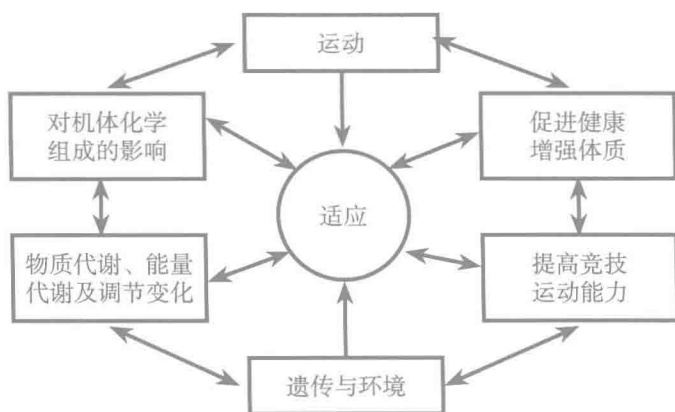 运动
对机体化学
组成的影响
促进健康
增强体质
适应
物质代谢、能量
代谢及调节变化
提高竞技
运动能力
遗传与环境